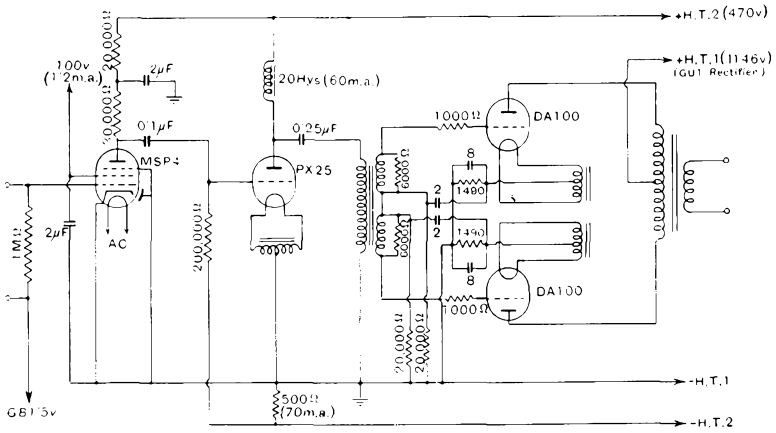 +H.T.2 (470v)
100v
(1'2m.a.)
20,000Ω
2µF
20Hys(60m.a.)
+H.T.1(1146v)
(GU1 Rectifier)
30,000Ω
0'1µF
0'25µF
1000Ω
DA100
MSP4
PX25
8
1490
6000Ω
2
1MΩ
2µF
AC
200,000Ω
6000Ω
2
1490
8
DA100
1000Ω
20,000Ω
20,000Ω
-H.T.1
GB1'5v
500Ω
(70m.a.)
-H.T.2